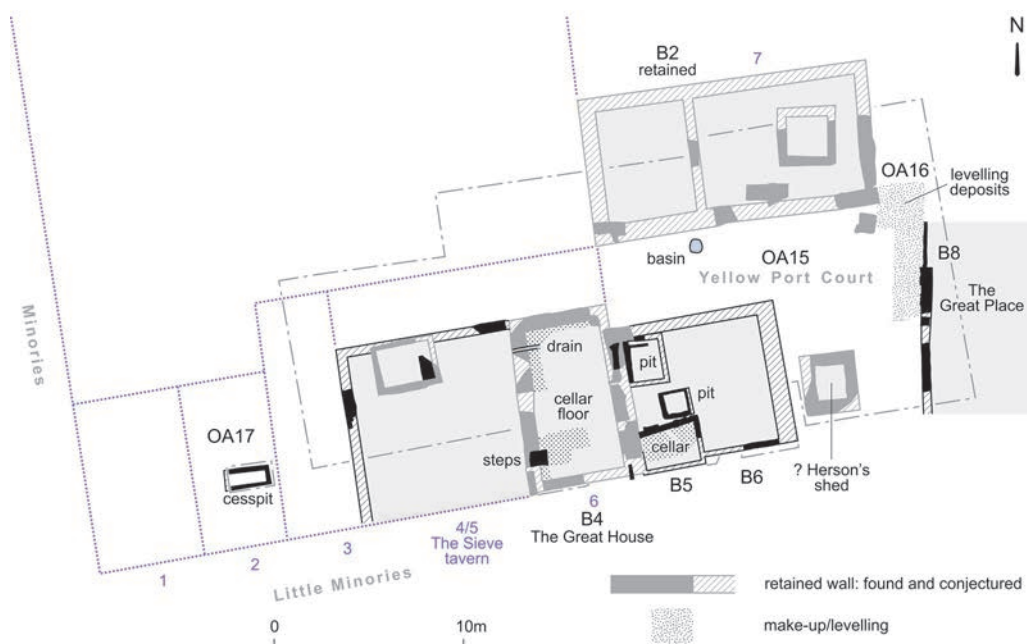 N
B2
retained
7
OA16
levelling
deposits
basin
OA15
Yellow Port Court
B8
The
Great Place
Minories
drain
pit
cellar
floor
pit
OA17
steps
cellar
cesspit
B5
B6
? Herson's
shed
6
B4
The Great House
4/5
The Sieve
tavern
3
2
1
Little Minories
retained wall: found and conjectured
make-up/levelling
0
10m